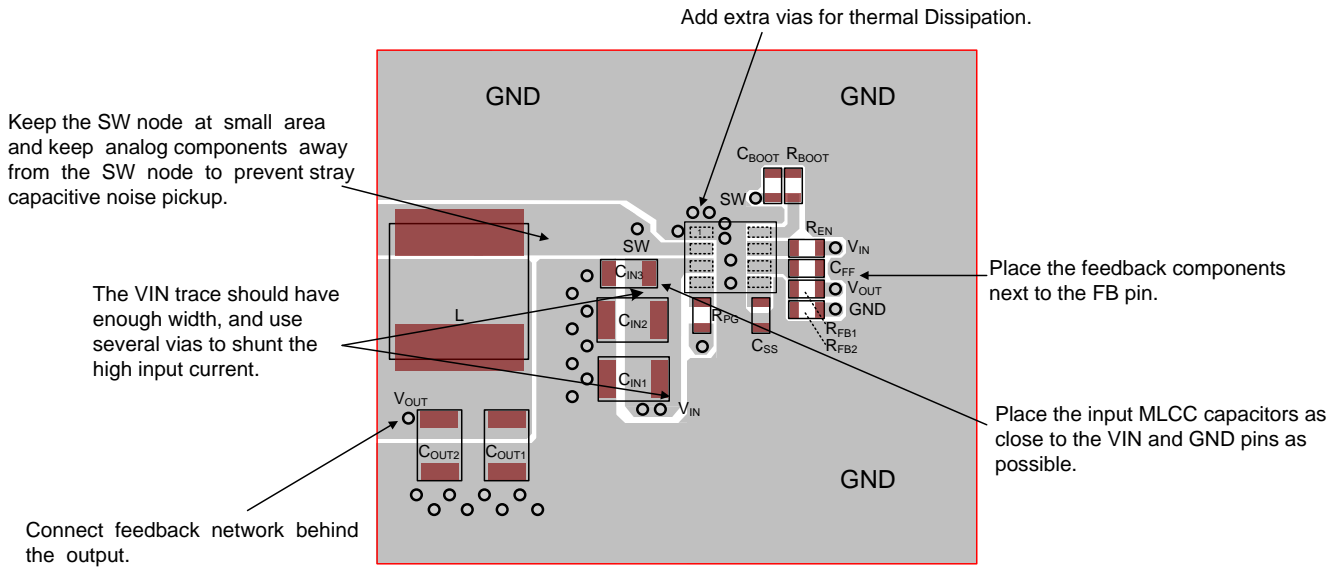 Add extra vias for thermal Dissipation.
GND
GND
Keep the SW node at small area
and keep analog components away
from the SW node to prevent stray
capacitive noise pickup.
CBOOT RBOOT
SW
1
REN
VIN
SW
CFF
CIN3
VOUT
GND
Place the feedback components
next to the FB pin.
The VIN trace should have
enough width, and use
several vias to shunt the
high input current.
L
CIN2
RPG
CSS
RFB1
RFB2
CIN1
VIN
VOUT
Place the input MLCC capacitors as
close to the VIN and GND pins as
possible.
COUT2
COUT1
GND
Connect feedback network behind
the output.